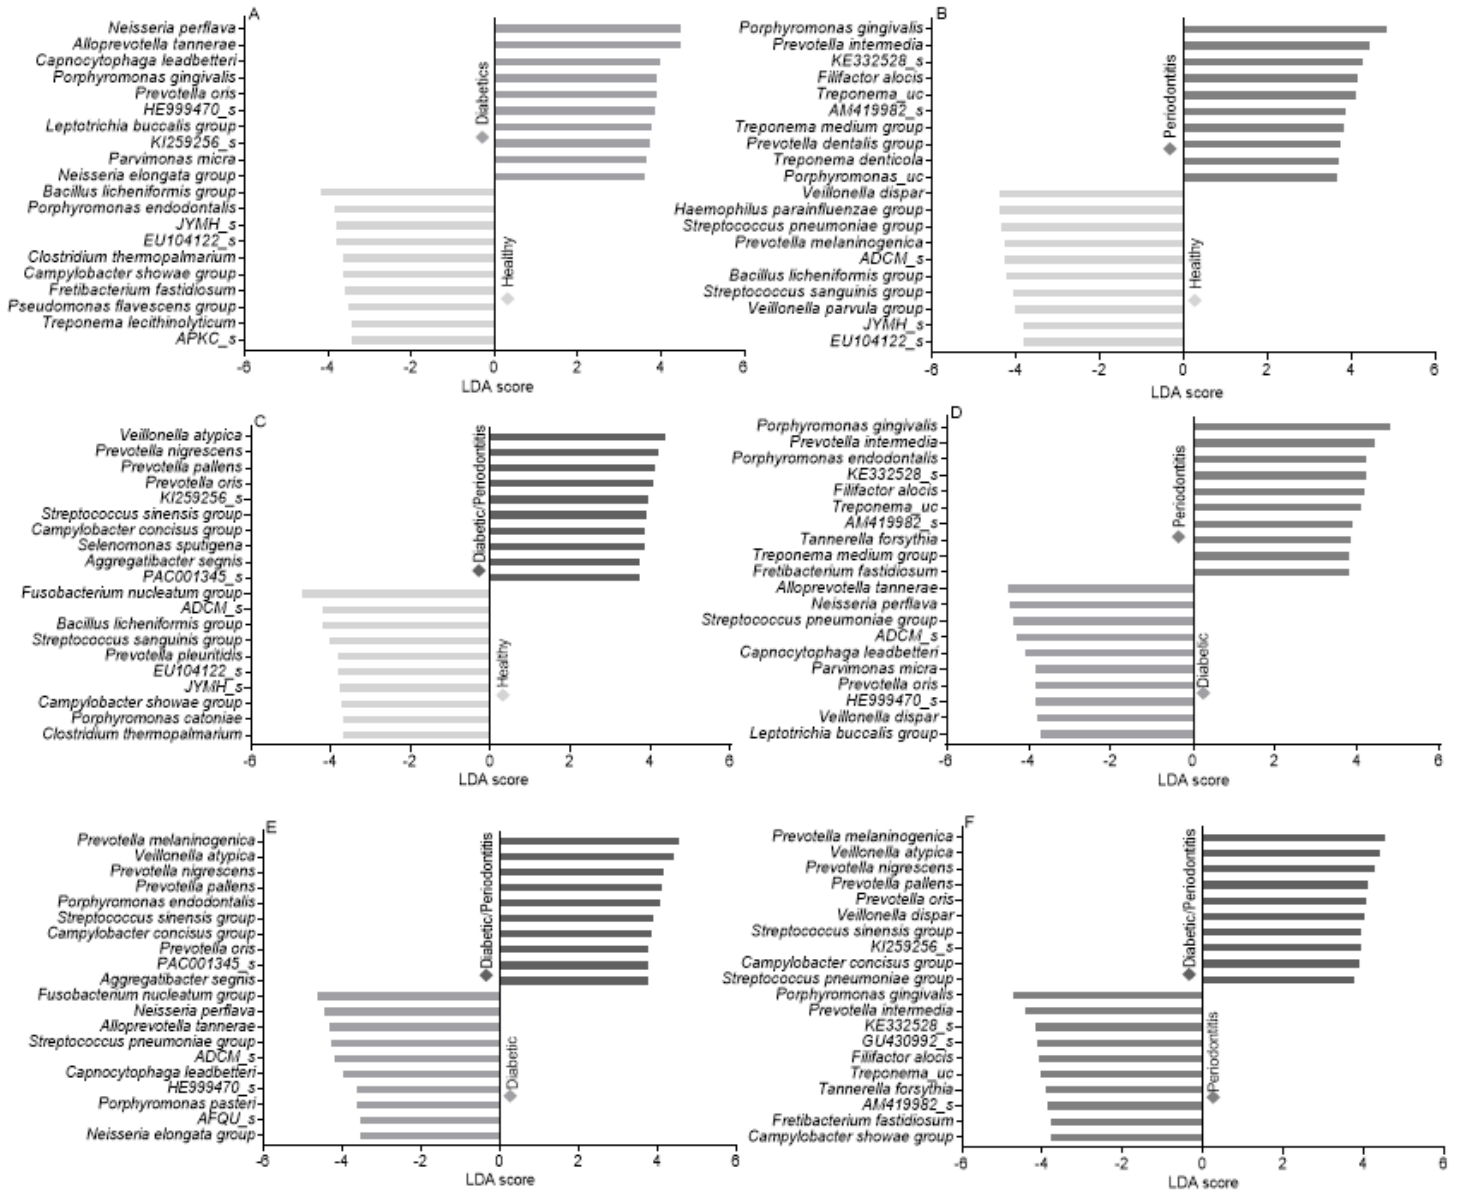 A
Neisseria perflava
Alloprevotella tannerae
Capnocytophaga leadbetteri
Porphyromonas gingivalis
Prevotella oris
HE999470_s
Leptotrichia buccalis group
KI259256_s
Parvimonas micra
Neisseria elongata group
Bacillus licheniformis group
Porphyromonas endodontalis
JYMH_s
EU104122_s
Clostridium thermopalmarium
Campylobacter showae group
Fretibacterium fastidiosum
Pseudomonas flavescens group
Treponema lecithinolyticum
APKC_s
Diabetics
Healthy
-6 -4 -2 0 2 4 6
LDA score
B
Porphyromonas gingivalis
Prevotella intermedia
KE332528_s
Filifactor alocis
Treponema_uc
AM419982_s
Treponema medium group
Prevotella dentalis group
Treponema denticola
Porphyromonas_uc
Veillonella dispar
Haemophilus parainfluenzae group
Streptococcus pneumoniae group
Prevotella melaninogenica
ADCM_s
Bacillus licheniformis group
Streptococcus sanguinis group
Veillonella parvula group
JYMH_s
EU104122_s
Periodontitis
Healthy
-6 -4 -2 0 2 4 6
LDA score
C
Veillonella atypica
Prevotella nigrescens
Prevotella pallens
Prevotella oris
KI259256_s
Streptococcus sinensis group
Campylobacter concisus group
Selenomonas sputigena
Aggregatibacter segnis
PAC001345_s
Fusobacterium nucleatum group
ADCM_s
Bacillus licheniformis group
Streptococcus sanguinis group
Prevotella pleuritidis
EU104122_s
JYMH_s
Campylobacter showae group
Porphyromonas catoniae
Clostridium thermopalmarium
Diabetic/Periodontitis
Healthy
-6 -4 -2 0 2 4 6
LDA score
D
Porphyromonas gingivalis
Prevotella intermedia
Porphyromonas endodontalis
KE332528_s
Filifactor alocis
Treponema_uc
AM419982_s
Tannerella forsythia
Treponema medium group
Fretibacterium fastidiosum
Alloprevotella tannerae
Neisseria perflava
Streptococcus pneumoniae group
ADCM_s
Capnocytophaga leadbetteri
Parvimonas micra
Prevotella oris
HE999470_s
Veillonella dispar
Leptotrichia buccalis group
Periodontitis
Diabetic
-6 -4 -2 0 2 4 6
LDA score
E
Prevotella melaninogenica
Veillonella atypica
Prevotella nigrescens
Prevotella pallens
Porphyromonas endodontalis
Streptococcus sinensis group
Campylobacter concisus group
Prevotella oris
PAC001345_s
Aggregatibacter segnis
Fusobacterium nucleatum group
Neisseria perflava
Alloprevotella tannerae
Streptococcus pneumoniae group
ADCM_s
Capnocytophaga leadbetteri
HE999470_s
Porphyromonas pasteri
AFQU_s
Neisseria elongata group
Diabetic/Periodontitis
Diabetic
-6 -4 -2 0 2 4 6
LDA score
F
Prevotella melaninogenica
Veillonella atypica
Prevotella nigrescens
Prevotella pallens
Prevotella oris
Veillonella dispar
Streptococcus sinensis group
KI259256_s
Campylobacter concisus group
Streptococcus pneumoniae group
Porphyromonas gingivalis
Prevotella intermedia
KE332528_s
GU430992_s
Filifactor alocis
Treponema_uc
Tannerella forsythia
AM419982_s
Fretibacterium fastidiosum
Campylobacter showae group
Diabetic/Periodontitis
Periodontitis
-6 -4 -2 0 2 4 6
LDA score